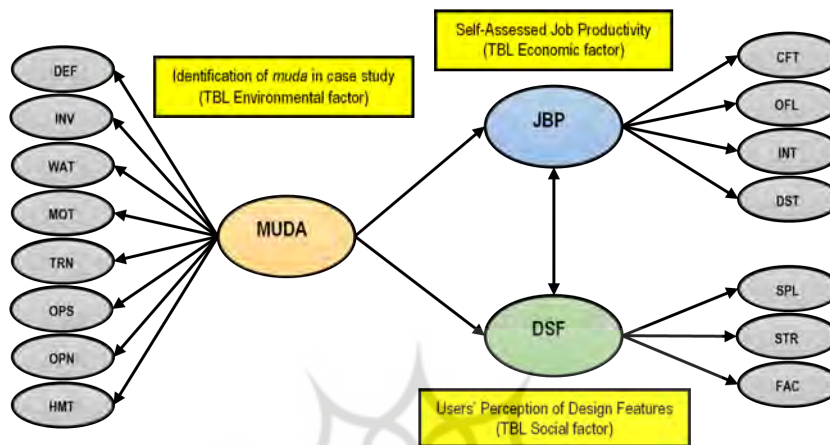 Self-Assessed Job Productivity
(TBL Economic factor)
Identification of muda in case study
(TBL Environmental factor)
DEF
INV
WAT
MOT
TRN
OPS
OPN
HMT
MUDA
JBP
DSF
CFT
OFL
INT
DST
SPL
STR
FAC
Users' Perception of Design Features
(TBL Social factor)